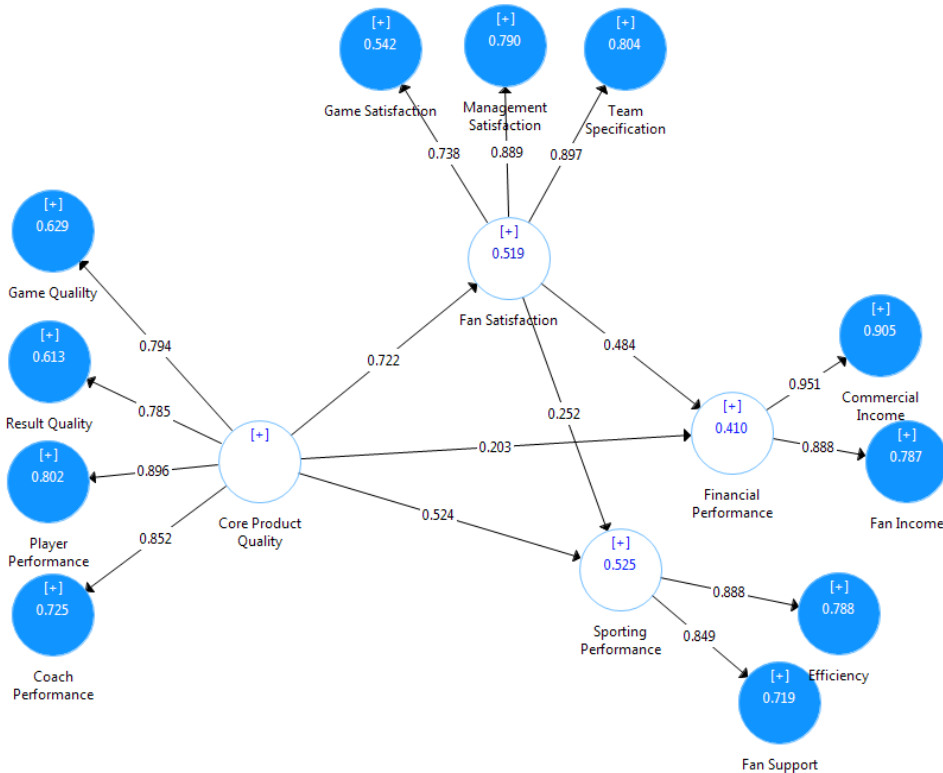 [+]
0.542
Game Satisfaction
[+]
0.790
Management
Satisfaction
[+]
0.804
Team
Specification
0.738
0.889
0.897
[+]
0.629
Game Qualilty
[+]
0.519
Fan Satisfaction
0.794
0.722
0.484
[+]
0.613
Result Quality
0.785
0.252
[+]
0.905
Commercial
Income
0.951
[+]
0.410
Financial
Performance
0.203
0.888
[+]
0.787
Fan Income
[+]
Core Product
Quality
0.896
[+]
0.802
Player
Performance
0.852
0.524
[+]
0.525
Sporting
Performance
[+]
0.725
Coach
Performance
0.888
[+]
0.788
Efficiency
0.849
[+]
0.719
Fan Support